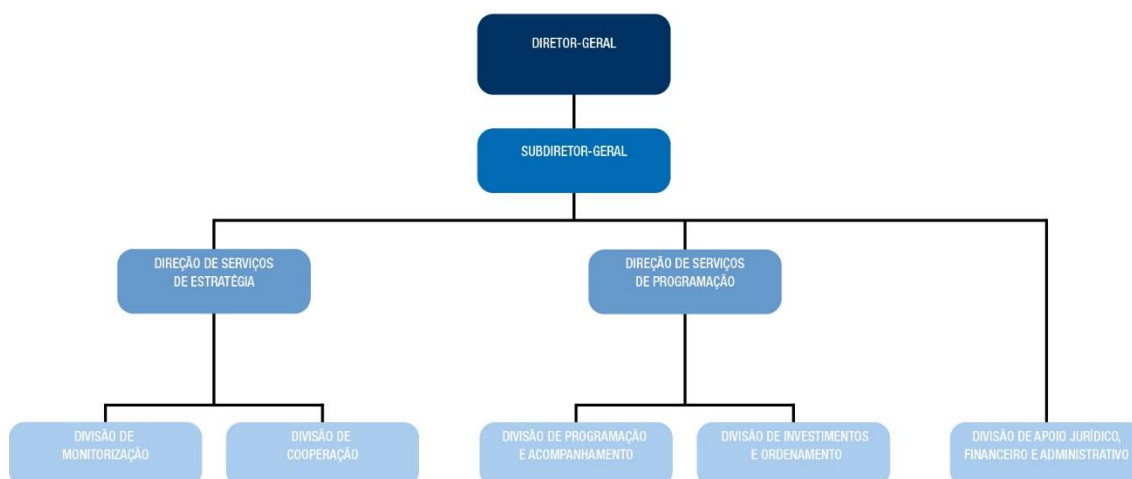 DIRETOR-GERAL
SUBDIRETOR-GERAL
DIREÇÃO DE SERVIÇOS
DE ESTRATÉGIA
DIREÇÃO DE SERVIÇOS
DE PROGRAMAÇÃO
DIVISÃO DE
MONITORIZAÇÃO
DIVISÃO DE
COOPERAÇÃO
DIVISÃO DE PROGRAMAÇÃO
E ACOMPANHAMENTO
DIVISÃO DE INVESTIMENTOS
E ORDENAMENTO
DIVISÃO DE APOIO JURÍDICO,
FINANCEIRO E ADMINISTRATIVO